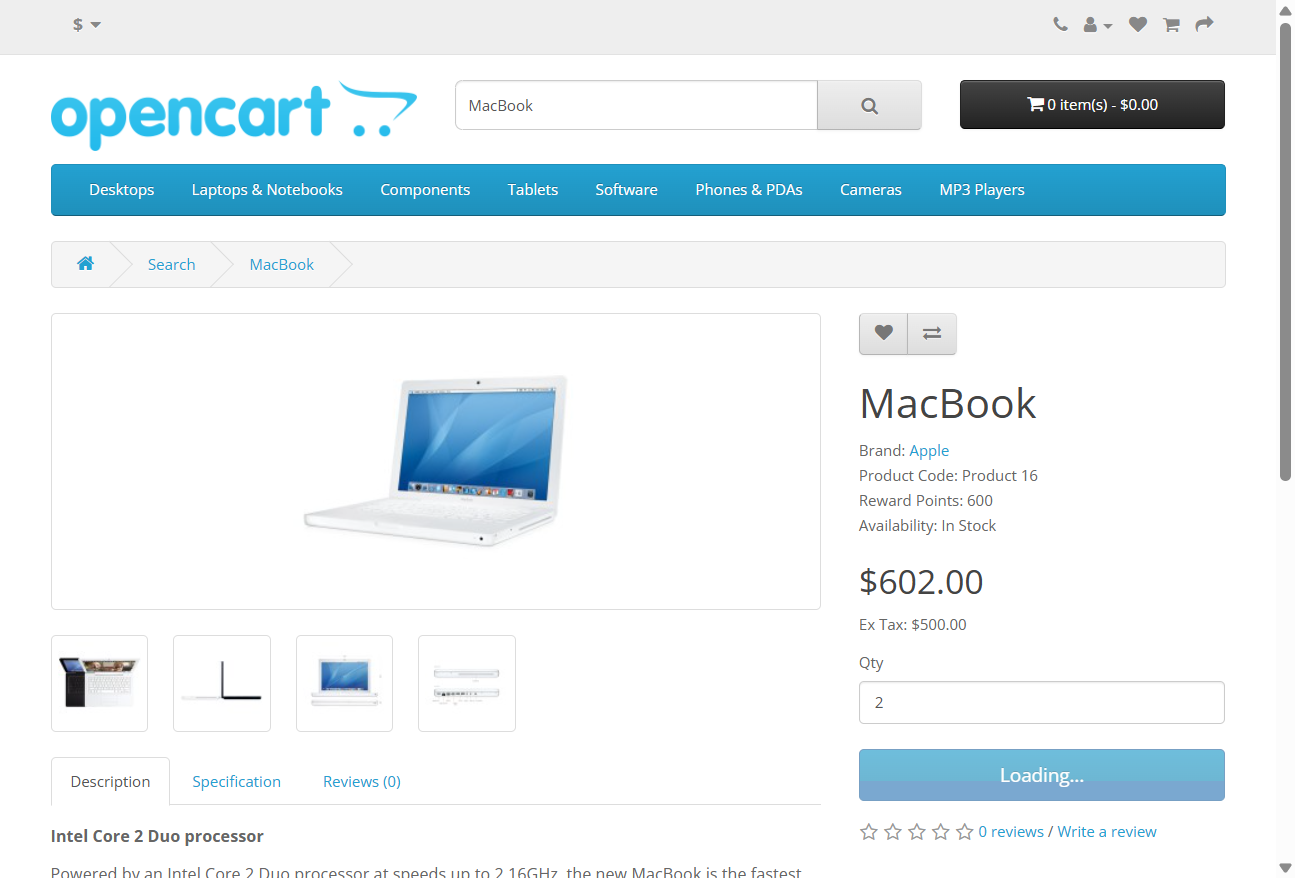 $
opencart
MacBook
0 item(s) - $0.00
Desktops
Laptops & Notebooks
Components
Tablets
Software
Phones & PDAs
Cameras
MP3 Players
Search
MacBook
MacBook
Brand: Apple
Product Code: Product 16
Reward Points: 600
Availability: In Stock
$602.00
Ex Tax: $500.00
Qty
2
Loading...
0 reviews / Write a review
Description
Specification
Reviews (0)
Intel Core 2 Duo processor
Powered by an Intel Core 2 Duo processor at speeds up to 2.16GHz, the new MacBook is the fastest